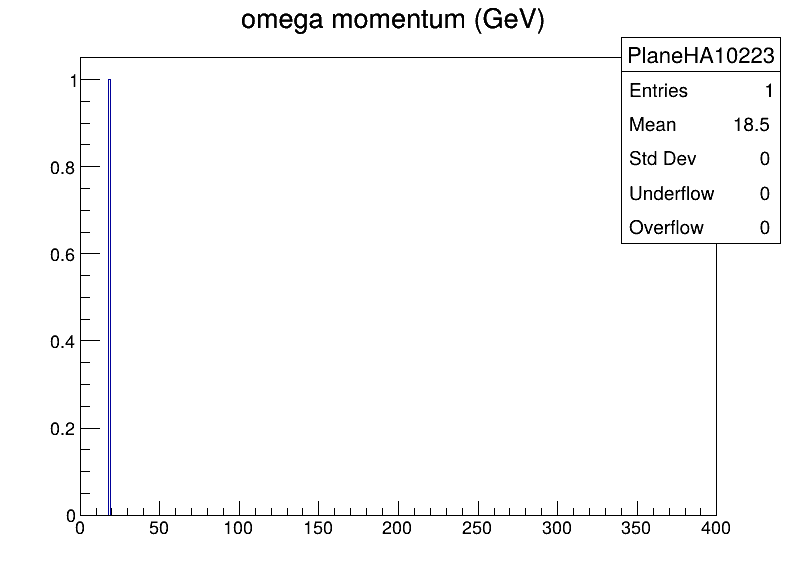 omega momentum (GeV)
PlaneHA10223
Entries 1
Mean 18.5
Std Dev 0
Underflow 0
Overflow 0
1
0.8
0.6
0.4
0.2
0
0 50 100 150 200 250 300 350 400